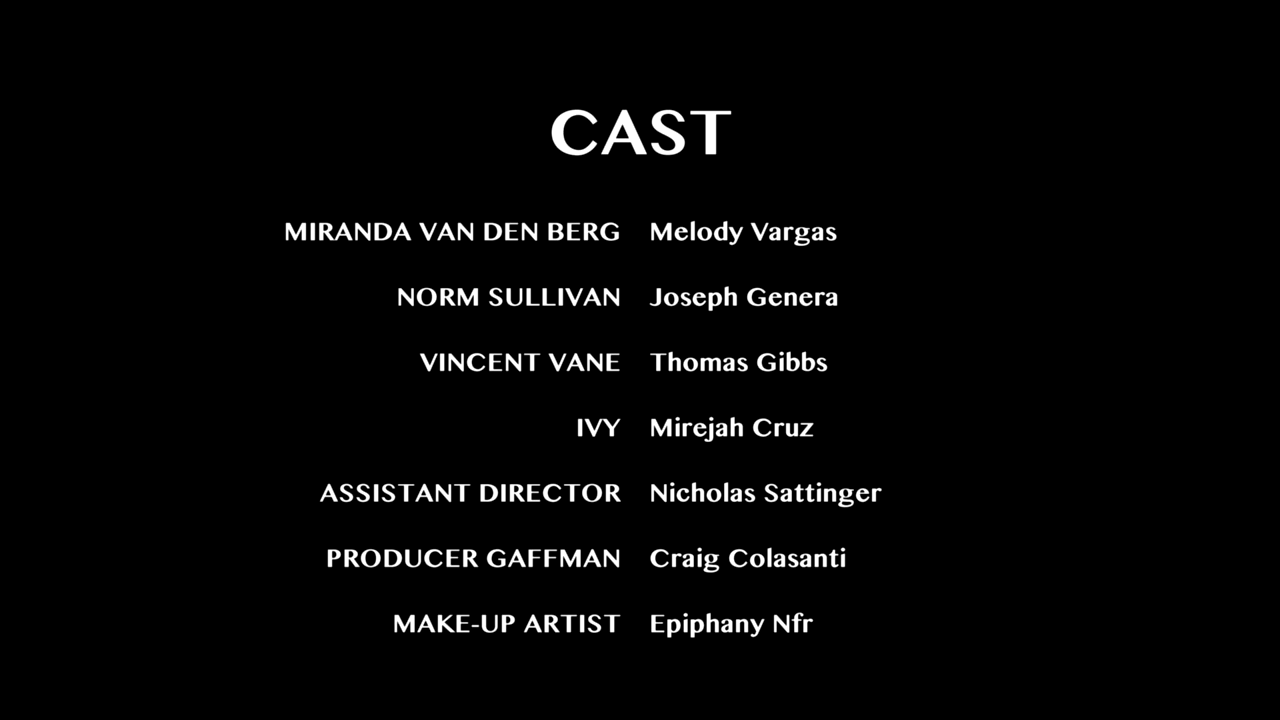 CAST
MIRANDA VAN DEN BERG Melody Vargas
NORM SULLIVAN Joseph Genera
VINCENT VANE Thomas Gibbs
IVY Mirejah Cruz
ASSISTANT DIRECTOR Nicholas Sattinger
PRODUCER GAFFMAN Craig Colasanti
MAKE-UP ARTIST Epiphany Nfr